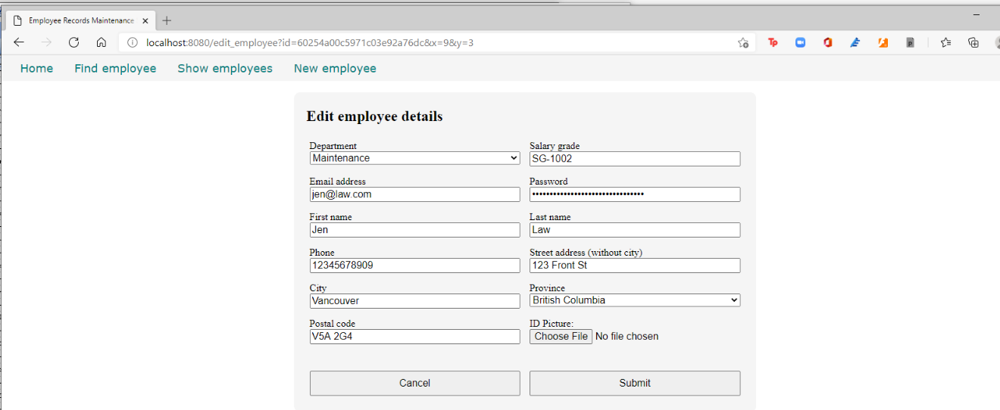 Employee Records Maintenance
localhost:8080/edit_employee?id=60254a00c5971c03e92a76dc&x=9&y=3
Home Find employee Show employees New employee
Edit employee details
Department Salary grade
Maintenance SG-1002
Email address Password
jen@law.com ••••••••••••••••••••••••••••••••
First name Last name
Jen Law
Phone Street address (without city)
12345678909 123 Front St
City Province
Vancouver British Columbia
Postal code ID Picture:
V5A 2G4 Choose File No file chosen
Cancel Submit